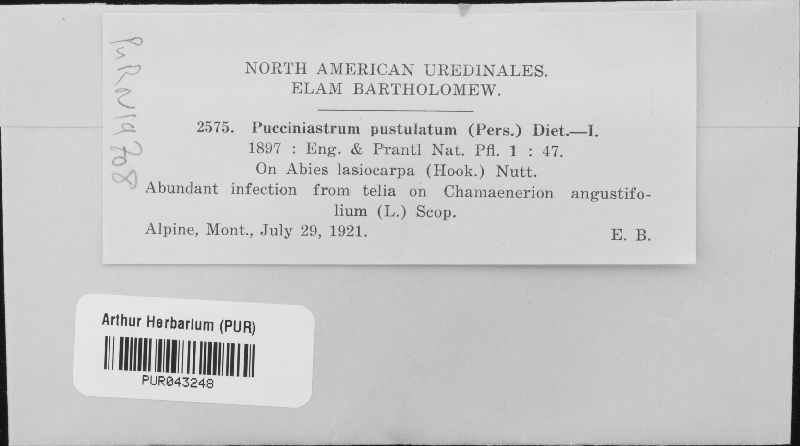 PURN19708
NORTH AMERICAN UREDINALES.
ELAM BARTHOLOMEW.
2575. Pucciniastrum pustulatum (Pers.) Diet.—I.
1897 : Eng. & Prantl Nat. Pfl. 1 : 47.
On Abies lasiocarpa (Hook.) Nutt.
Abundant infection from telia on Chamaenerion angustifo-
lium (L.) Scop.
Alpine, Mont., July 29, 1921. E. B.
Arthur Herbarium (PUR)
PUR043248